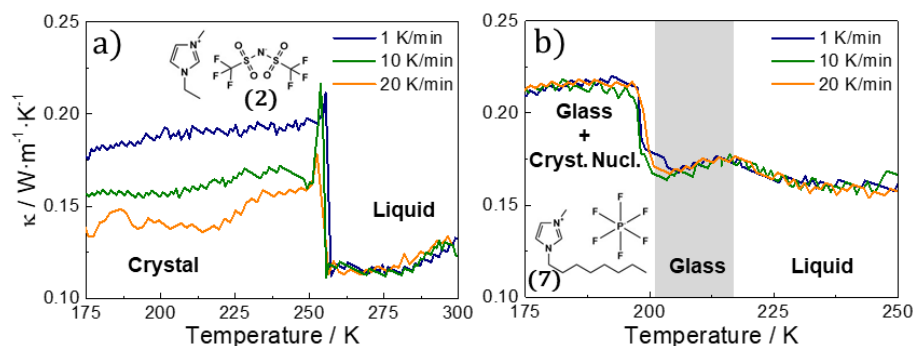 a)
N+
F
F
F
S
O
O
N-
S
O
O
F
F
F
(2)
1 K/min
10 K/min
20 K/min
κ / W·m⁻¹·K⁻¹
0.25
0.20
0.15
0.10
Crystal
Liquid
175 200 225 250 275 300
Temperature / K
b)
1 K/min
10 K/min
20 K/min
0.25
0.20
0.15
0.10
Glass
+
Cryst. Nucl.
N+
N
F
F
F
P
F
F
F
(7)
Glass
Liquid
175 200 225 250
Temperature / K